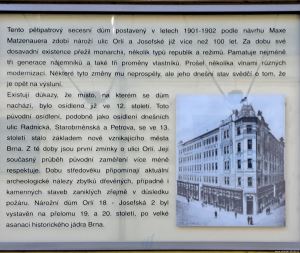 Tento pětipatrový secesní dům postavený v letech 1901-1902 podle návrhu Maxe
Matzenauera zdobí nároží ulic Orlí a Josefské již více než 100 let. Za dobu své
dosavadní existence přežil monarchii, několik typů republik a režimů. Pamatuje nejméně
tři generace nájemníků a také tři proměny vlastníků. Prošel několika vlnami různých
modernizací. Některé tyto změny mu neprospěly, ale jeho dnešní stav svědčí o tom, že
je opět na výsluní.
Existují důkazy, že místo, na kterém se dům
nachází, bylo osídleno již ve 12. století. Toto
původní osídlení, podobně jako osídlení dnešních
ulic Radnická, Starobrněnská a Petrova, se ve 13.
století stalo základem nově vznikajícího města
Brna. Z té doby jsou první zmínky o ulici Orlí. Její
současný průběh původní zaměření více méně
respektuje. Dobu středověku připomínají aktuální
archeologické nálezy zbytků dřevěných, případně i
kamenných staveb zaniklých zřejmě v důsledku
požárů. Nárožní dům Orlí 18 - Josefská 2 byl
vystavěn na přelomu 19. a 20. století, po velké
asanaci historického jádra Brna.